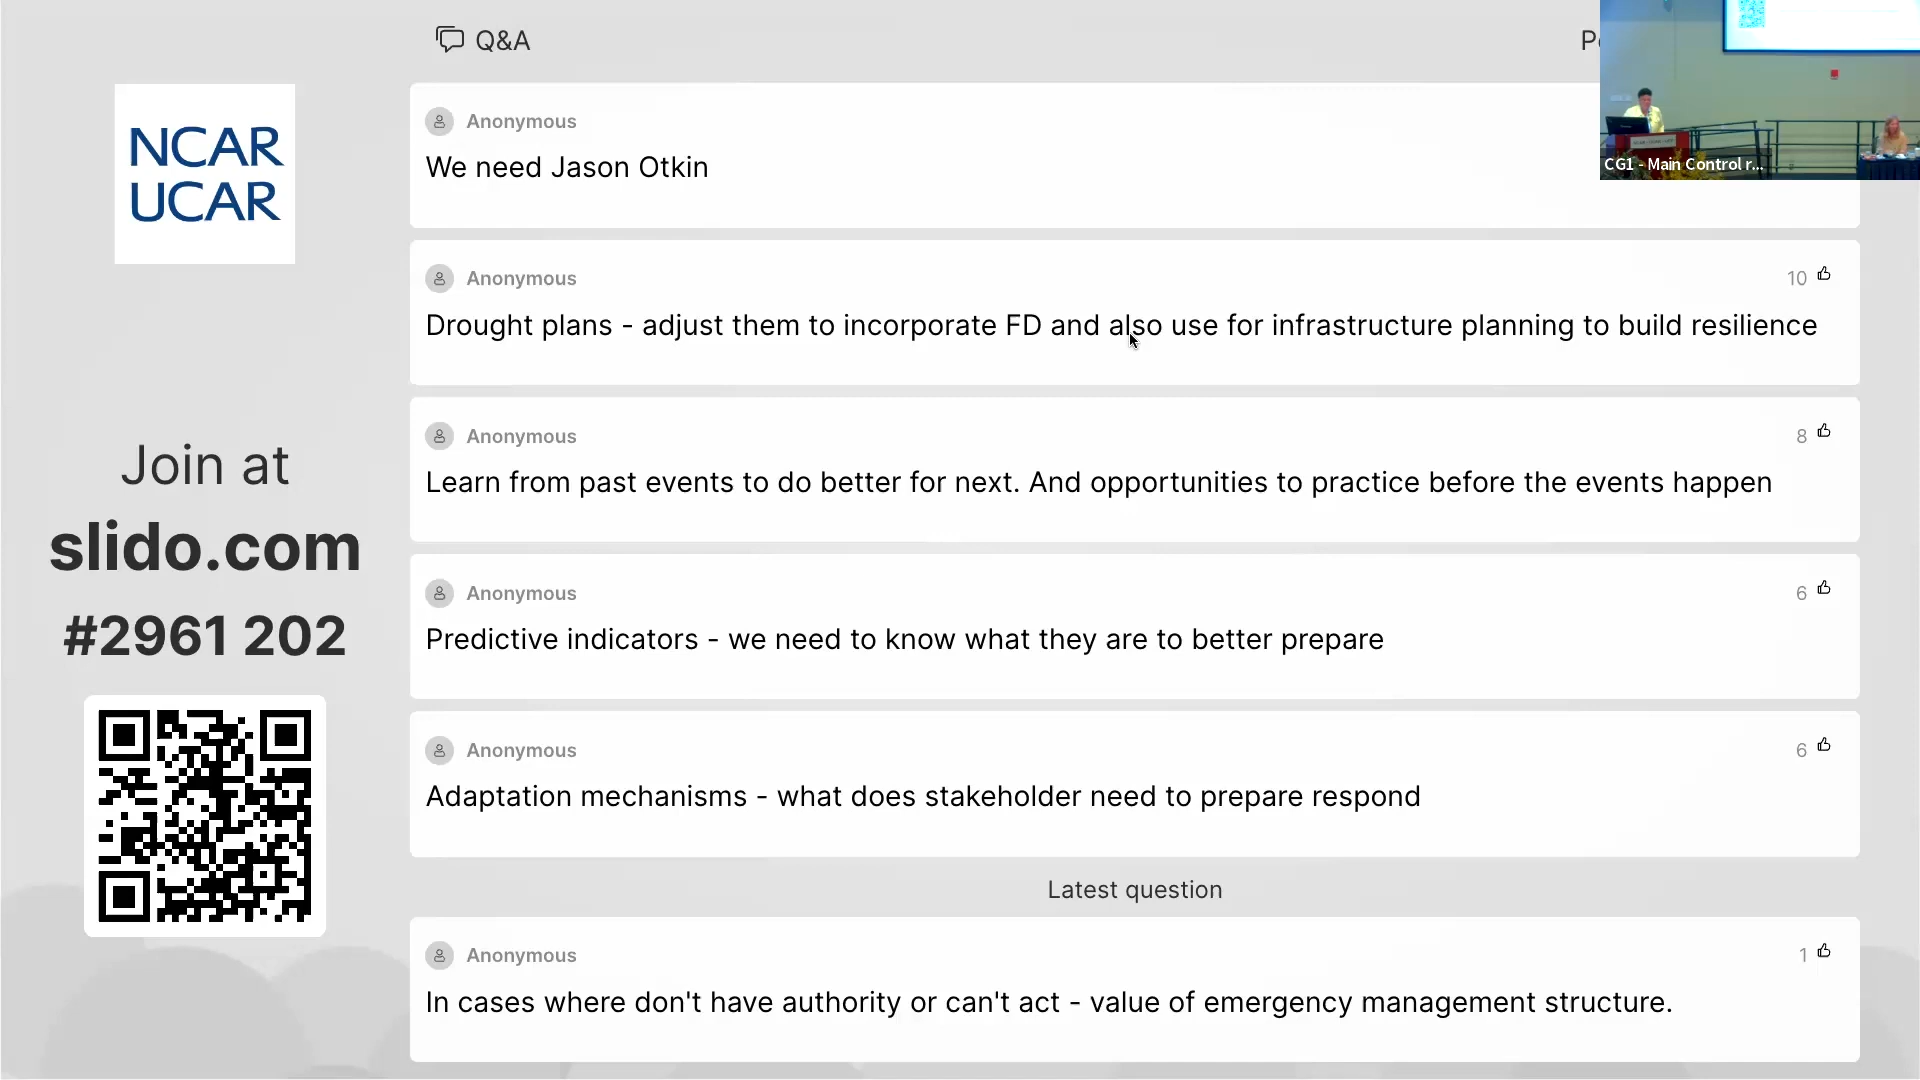 Q&A
NCAR
UCAR
Join at
slido.com
#2961 202
Anonymous
We need Jason Otkin
Anonymous
10
Drought plans - adjust them to incorporate FD and also use for infrastructure planning to build resilience
Anonymous
8
Learn from past events to do better for next. And opportunities to practice before the events happen
Anonymous
6
Predictive indicators - we need to know what they are to better prepare
Anonymous
6
Adaptation mechanisms - what does stakeholder need to prepare respond
Latest question
Anonymous
1
In cases where don't have authority or can't act - value of emergency management structure.
CG1 - Main Control r...